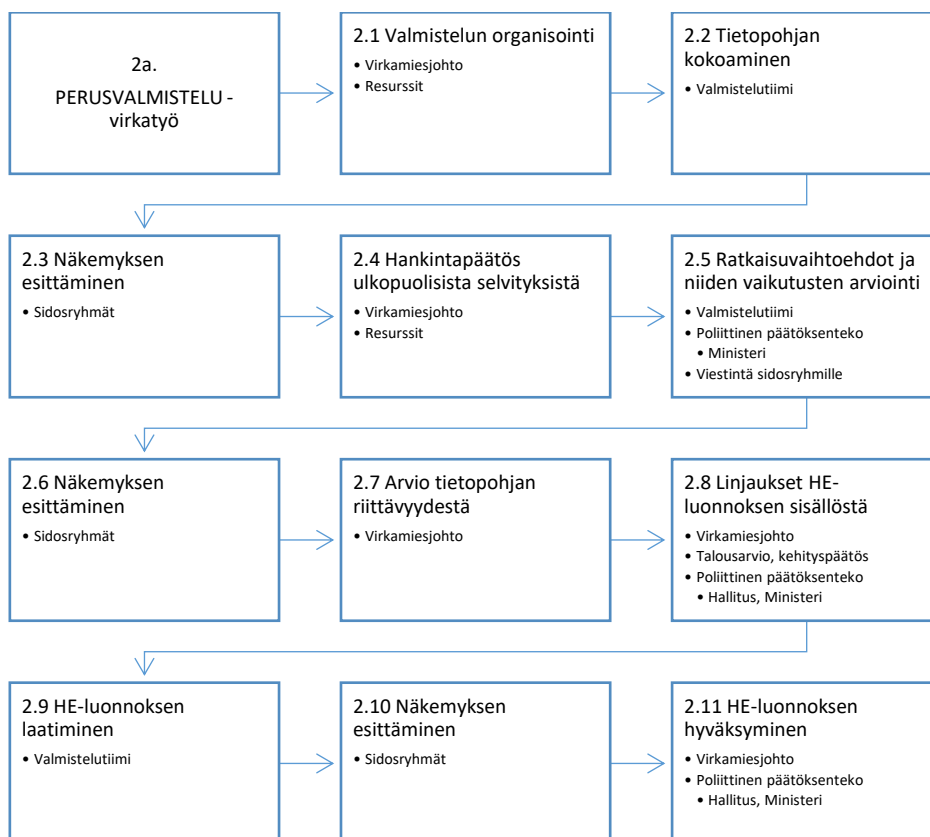 2a.
PERUSVALMISTELU -
virkatyö
2.1 Valmistelun organisointi
• Virkamiesjohto
• Resurssit
2.2 Tietopohjan
kokoaminen
• Valmistelutiimi
2.3 Näkemyksen
esittäminen
• Sidosryhmät
2.4 Hankintapäätös
ulkopuolisista selvityksistä
• Virkamiesjohto
• Resurssit
2.5 Ratkaisuvaihtoehdot ja
niiden vaikutusten arviointi
• Valmistelutiimi
• Poliittinen päätöksenteko
• Ministeri
• Viestintä sidosryhmille
2.6 Näkemyksen
esittäminen
• Sidosryhmät
2.7 Arvio tietopohjan
riittävyydestä
• Virkamiesjohto
2.8 Linjaukset HE-
luonnoksen sisällöstä
• Virkamiesjohto
• Talousarvio, kehityspäätös
• Poliittinen päätöksenteko
• Hallitus, Ministeri
2.9 HE-luonnoksen
laatiminen
• Valmistelutiimi
2.10 Näkemyksen
esittäminen
• Sidosryhmät
2.11 HE-luonnoksen
hyväksyminen
• Virkamiesjohto
• Poliittinen päätöksenteko
• Hallitus, Ministeri